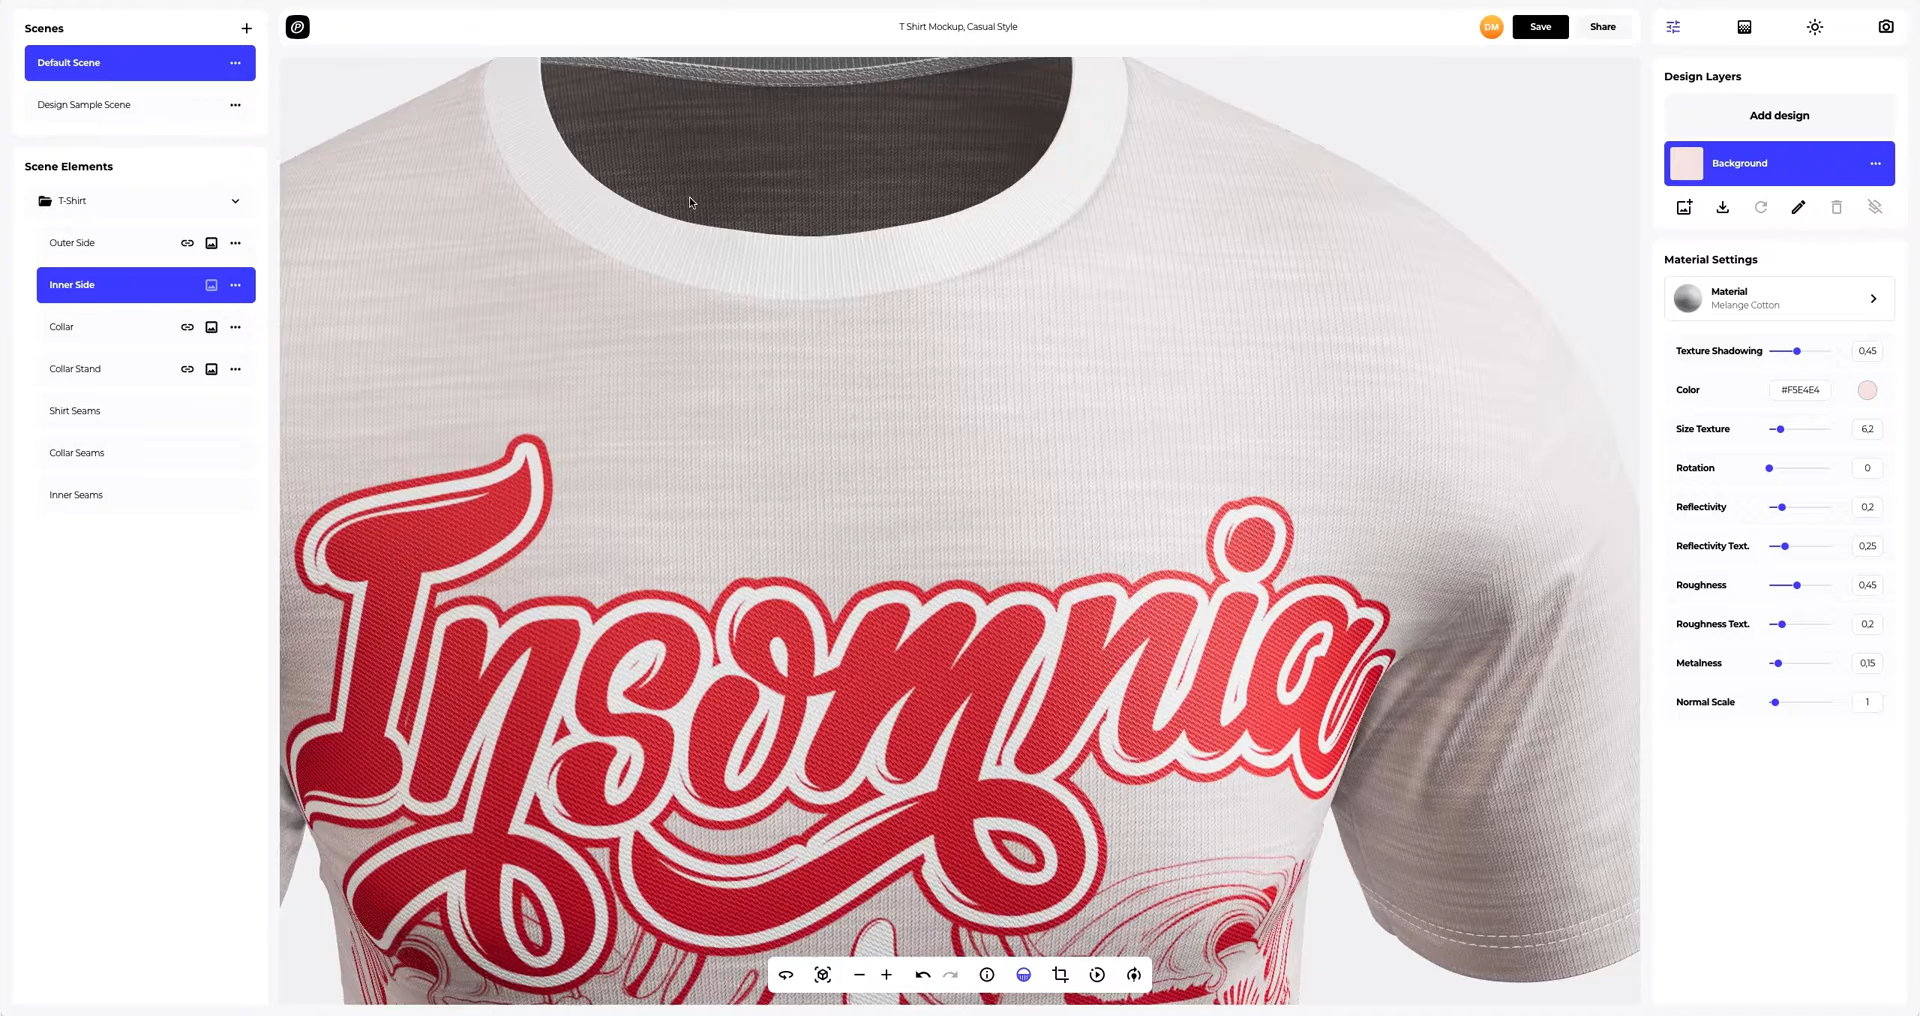 Scenes
Default Scene
Design Sample Scene
Scene Elements
T-Shirt
Outer Side
Inner Side
Collar
Collar Stand
Shirt Seams
Collar Seams
Inner Seams
T Shirt Mockup, Casual Style
DM
Save
Share
Insomnia
Design Layers
Add design
Background
Material Settings
Material
Melange Cotton
Texture Shadowing 0,45
Color #F5E4E4
Size Texture 6,2
Rotation 0
Reflectivity 0,2
Reflectivity Text. 0,25
Roughness 0,45
Roughness Text. 0,2
Metalness 0,15
Normal Scale 1